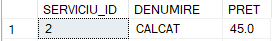 SERVICIU_ID DENUMIRE PRET
1 2 CALCAT 45.0